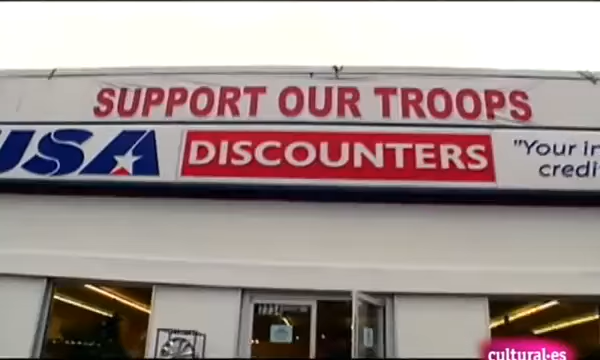 SUPPORT OUR TROOPS
USA DISCOUNTERS
"Your in
credi
cultural.es